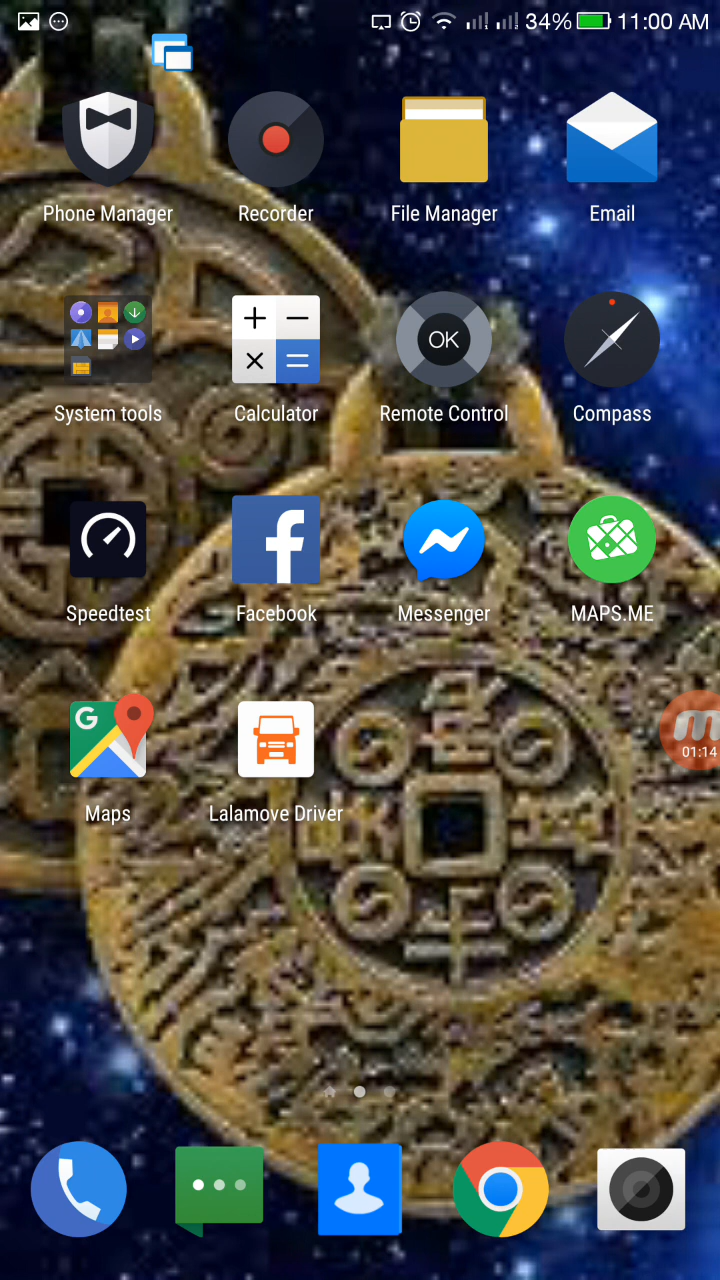 34% 11:00 AM
Phone Manager Recorder File Manager Email
OK
System tools Calculator Remote Control Compass
Speedtest Facebook Messenger MAPS.ME
G
01:14
Maps Lalamove Driver